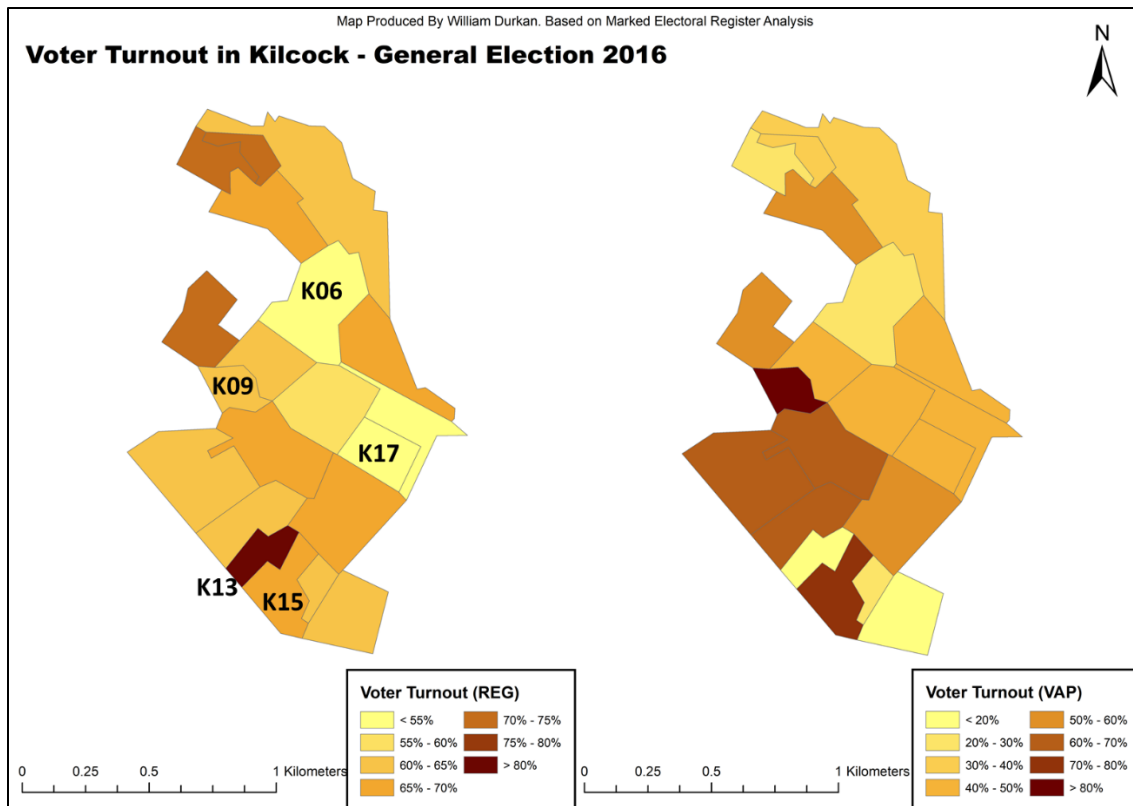 Map Produced By William Durkan. Based on Marked Electoral Register Analysis
Voter Turnout in Kilcock - General Election 2016
N
K06
K09
K17
K13
K15
Voter Turnout (REG)
< 55%
55% - 60%
60% - 65%
65% - 70%
70% - 75%
75% - 80%
> 80%
0 0.25 0.5 1 Kilometers
Voter Turnout (VAP)
< 20%
20% - 30%
30% - 40%
40% - 50%
50% - 60%
60% - 70%
70% - 80%
> 80%
0 0.25 0.5 1 Kilometers